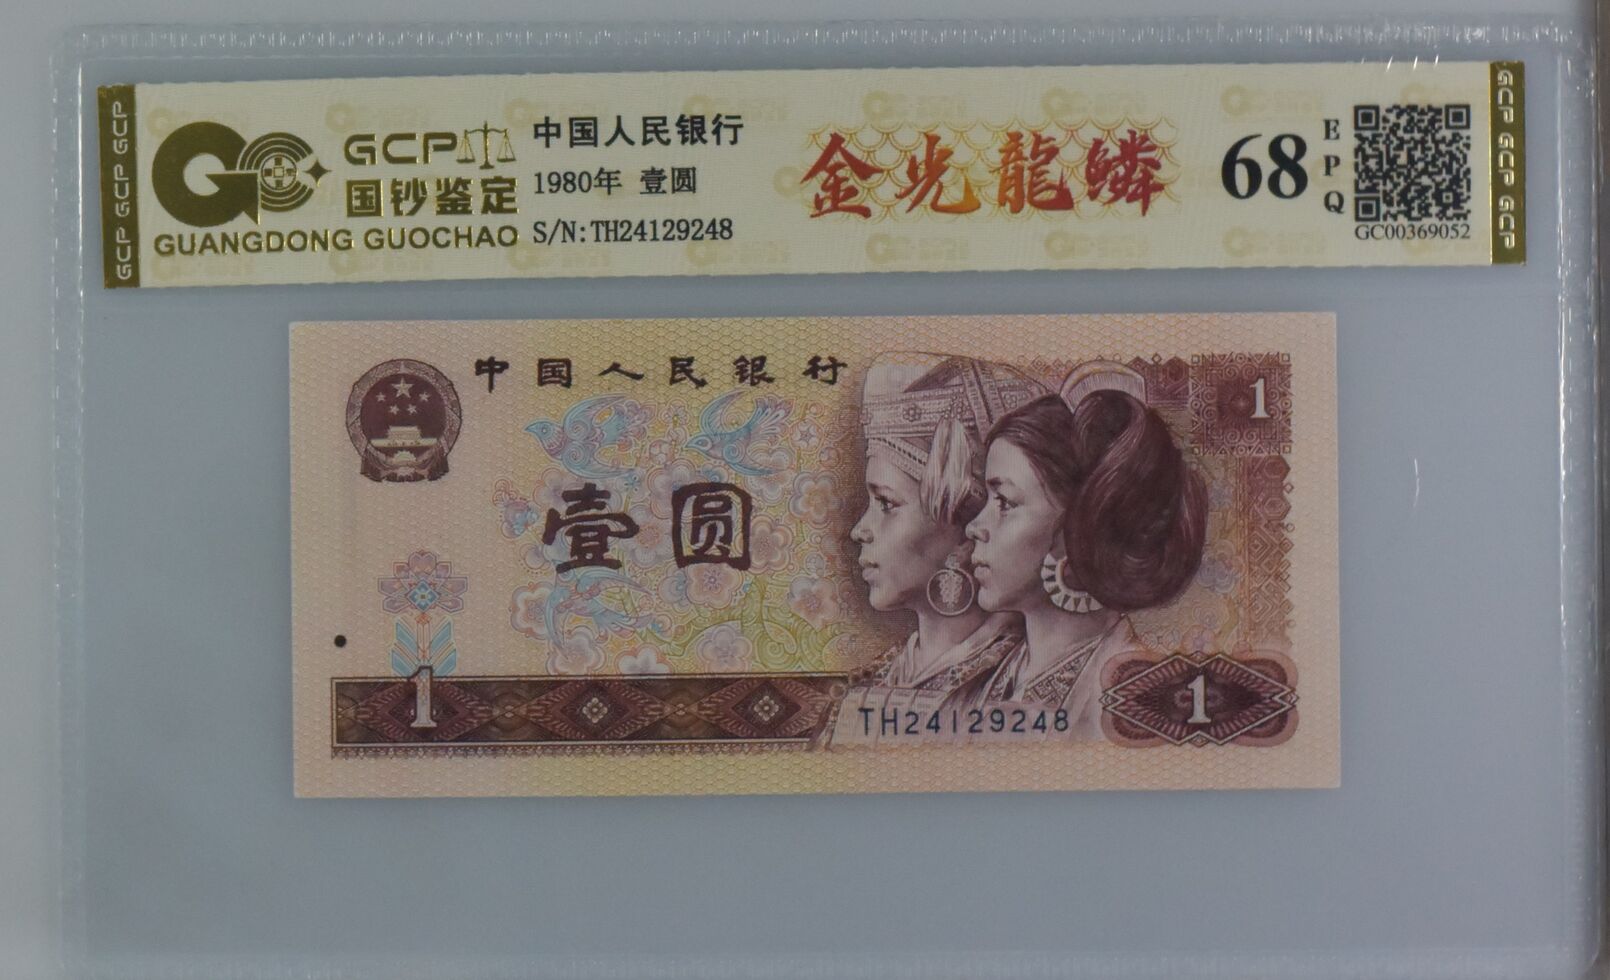 GCP GCP GCP
GCP
国钞鉴定
GUANGDONG GUOCHAO
中国人民银行
1980年 壹圆
S/N:TH24129248
金光龍鳞
68
EPQ
GC00369052
GCP GCP GCP
中国人民银行
1
壹圆
1
TH24129248
1